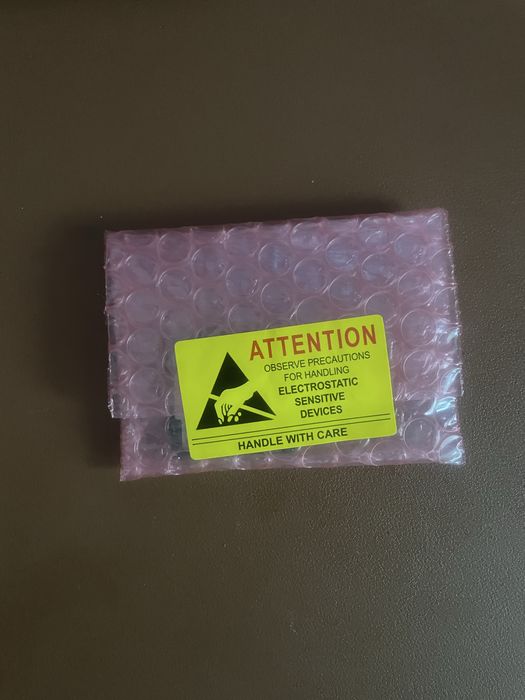 ATTENTION
OBSERVE PRECAUTIONS
FOR HANDLING
ELECTROSTATIC
SENSITIVE
DEVICES
HANDLE WITH CARE